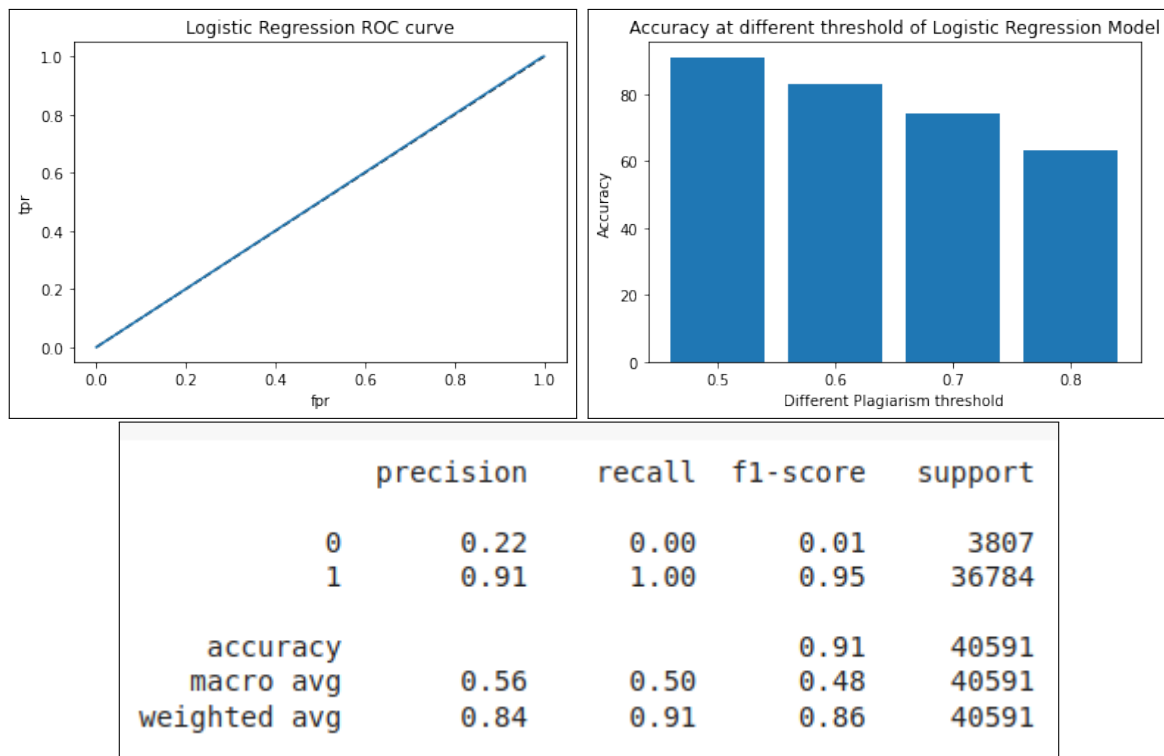 Logistic Regression ROC curve
1.0
0.8
0.6
0.4
0.2
0.0
tpr
0.0 0.2 0.4 0.6 0.8 1.0
fpr
Accuracy at different threshold of Logistic Regression Model
80
60
40
20
0
Accuracy
0.5 0.6 0.7 0.8
Different Plagiarism threshold
precision recall f1-score support
0 0.22 0.00 0.01 3807
1 0.91 1.00 0.95 36784
accuracy 0.91 40591
macro avg 0.56 0.50 0.48 40591
weighted avg 0.84 0.91 0.86 40591